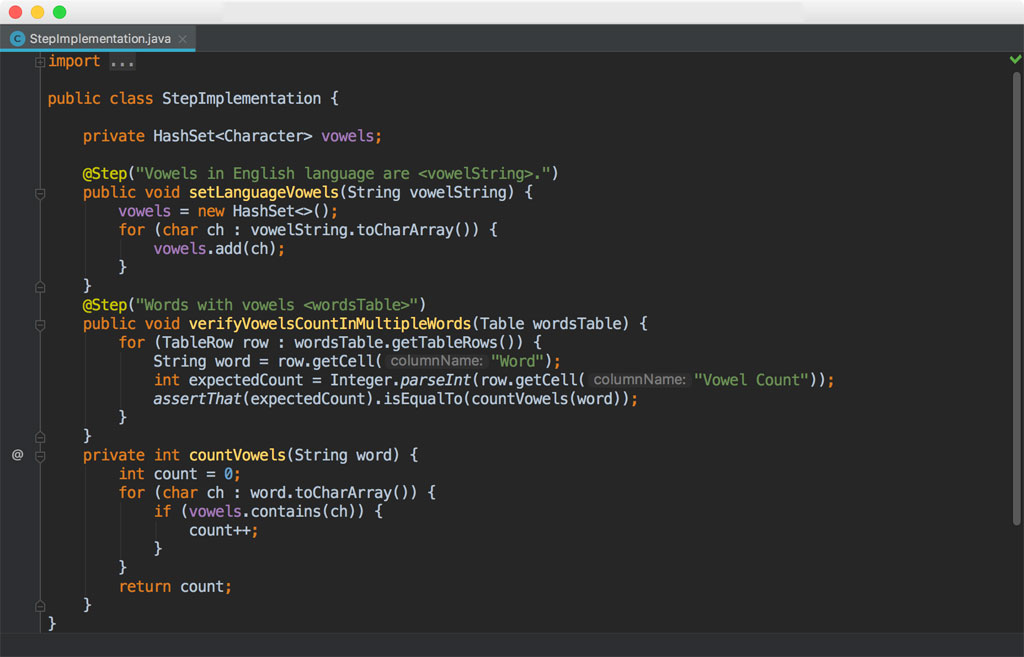 StepImplementation.java
import ...
public class StepImplementation {
private HashSet<Character> vowels;
@Step("Vowels in English language are <vowelString>.")
public void setLanguageVowels(String vowelString) {
vowels = new HashSet<>();
for (char ch : vowelString.toCharArray()) {
vowels.add(ch);
}
}
@Step("Words with vowels <wordsTable>")
public void verifyVowelsCountInMultipleWords(Table wordsTable) {
for (TableRow row : wordsTable.getTableRows()) {
String word = row.getCell( columnName: "Word");
int expectedCount = Integer.parseInt(row.getCell( columnName: "Vowel Count"));
assertThat(expectedCount).isEqualTo(countVowels(word));
}
}
@ private int countVowels(String word) {
int count = 0;
for (char ch : word.toCharArray()) {
if (vowels.contains(ch)) {
count++;
}
}
return count;
}
}